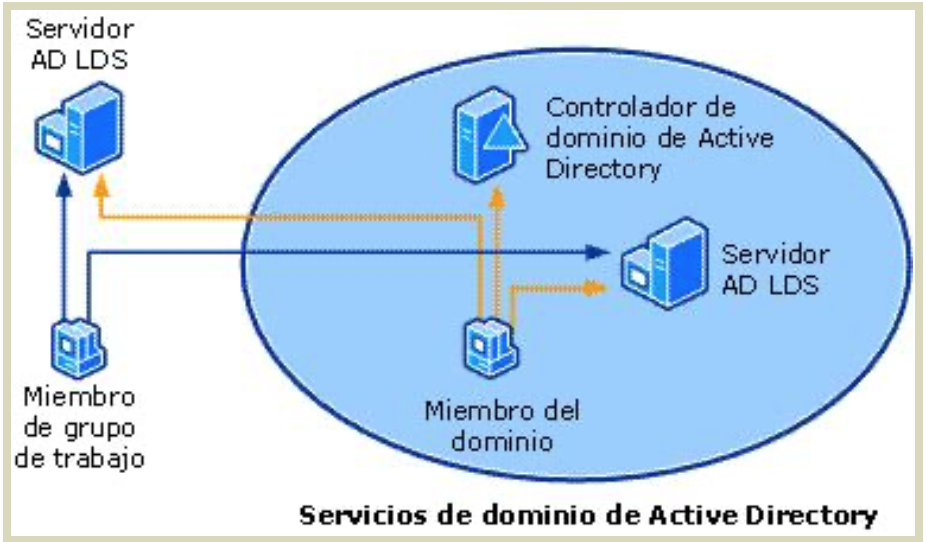 Servidor
AD LDS
Controlador de
dominio de Active
Directory
Servidor
AD LDS
Miembro
de grupo
de trabajo
Miembro del
dominio
Servicios de dominio de Active Directory